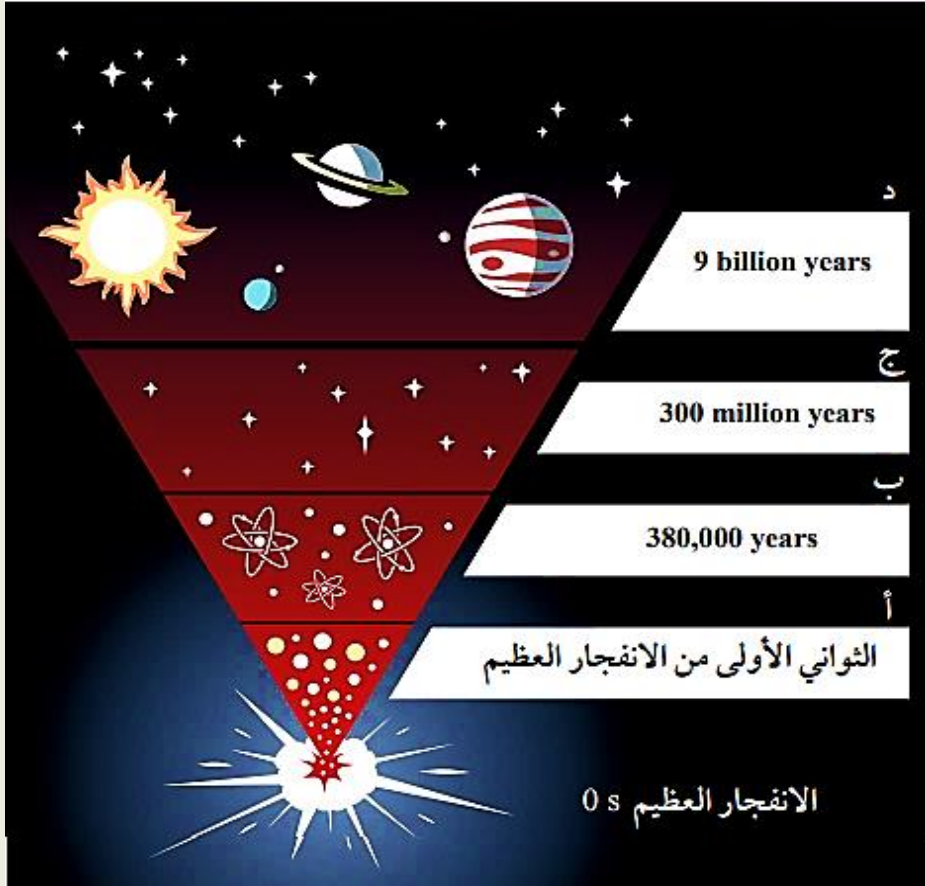 د
9 billion years
ج
300 million years
ب
380,000 years
أ
الثواني الأولى من الانفجار العظيم
الانفجار العظيم 0 s